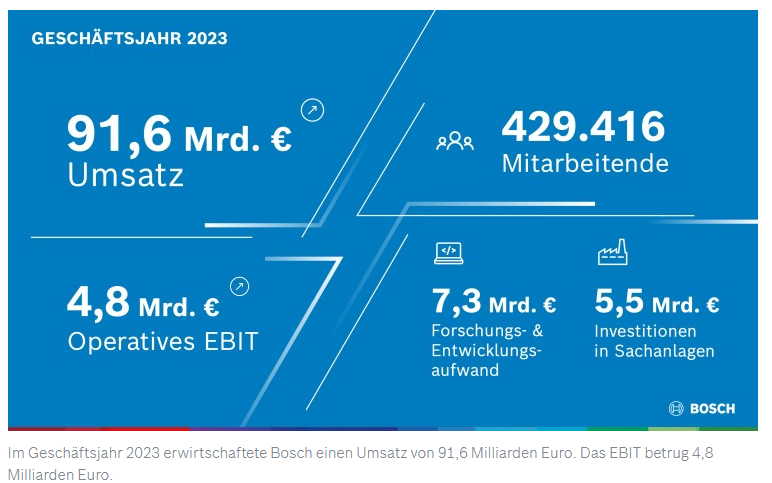 GESCHÄFTSJAHR 2023
91,6 Mrd. €
Umsatz
429.416
Mitarbeitende
4,8 Mrd. €
Operatives EBIT
</>
7,3 Mrd. €
Forschungs- &
Entwicklungs-
aufwand
5,5 Mrd. €
Investitionen
in Sachanlagen
BOSCH
Im Geschäftsjahr 2023 erwirtschaftete Bosch einen Umsatz von 91,6 Milliarden Euro. Das EBIT betrug 4,8
Milliarden Euro.